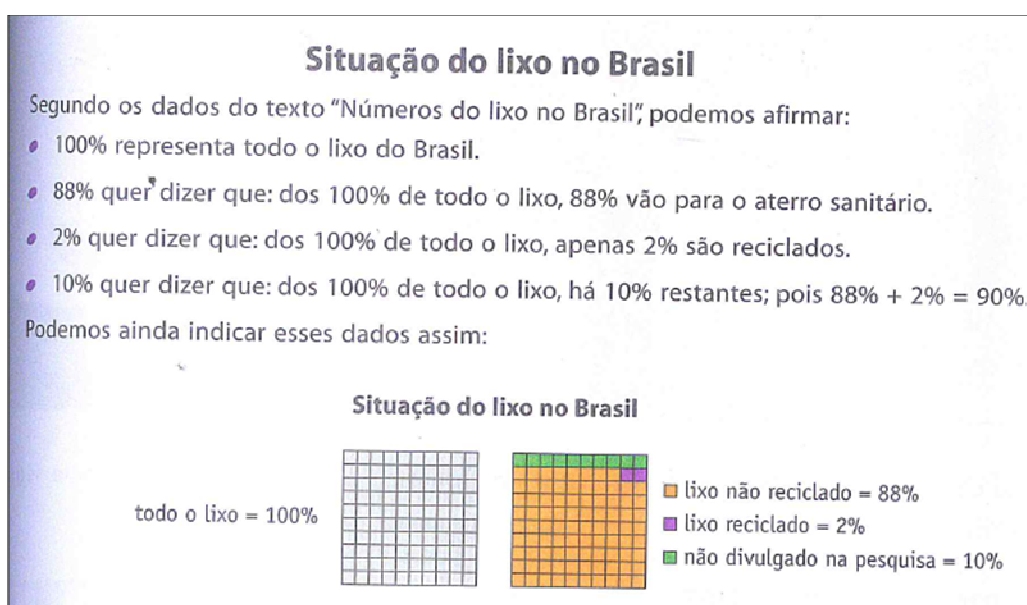 Situação do lixo no Brasil
Segundo os dados do texto “Números do lixo no Brasil”, podemos afirmar:
• 100% representa todo o lixo do Brasil.
• 88% quer dizer que: dos 100% de todo o lixo, 88% vão para o aterro sanitário.
• 2% quer dizer que: dos 100% de todo o lixo, apenas 2% são reciclados.
• 10% quer dizer que: dos 100% de todo o lixo, há 10% restantes; pois 88% + 2% = 90%.
Podemos ainda indicar esses dados assim:
Situação do lixo no Brasil
todo o lixo = 100%
lixo não reciclado = 88%
lixo reciclado = 2%
não divulgado na pesquisa = 10%